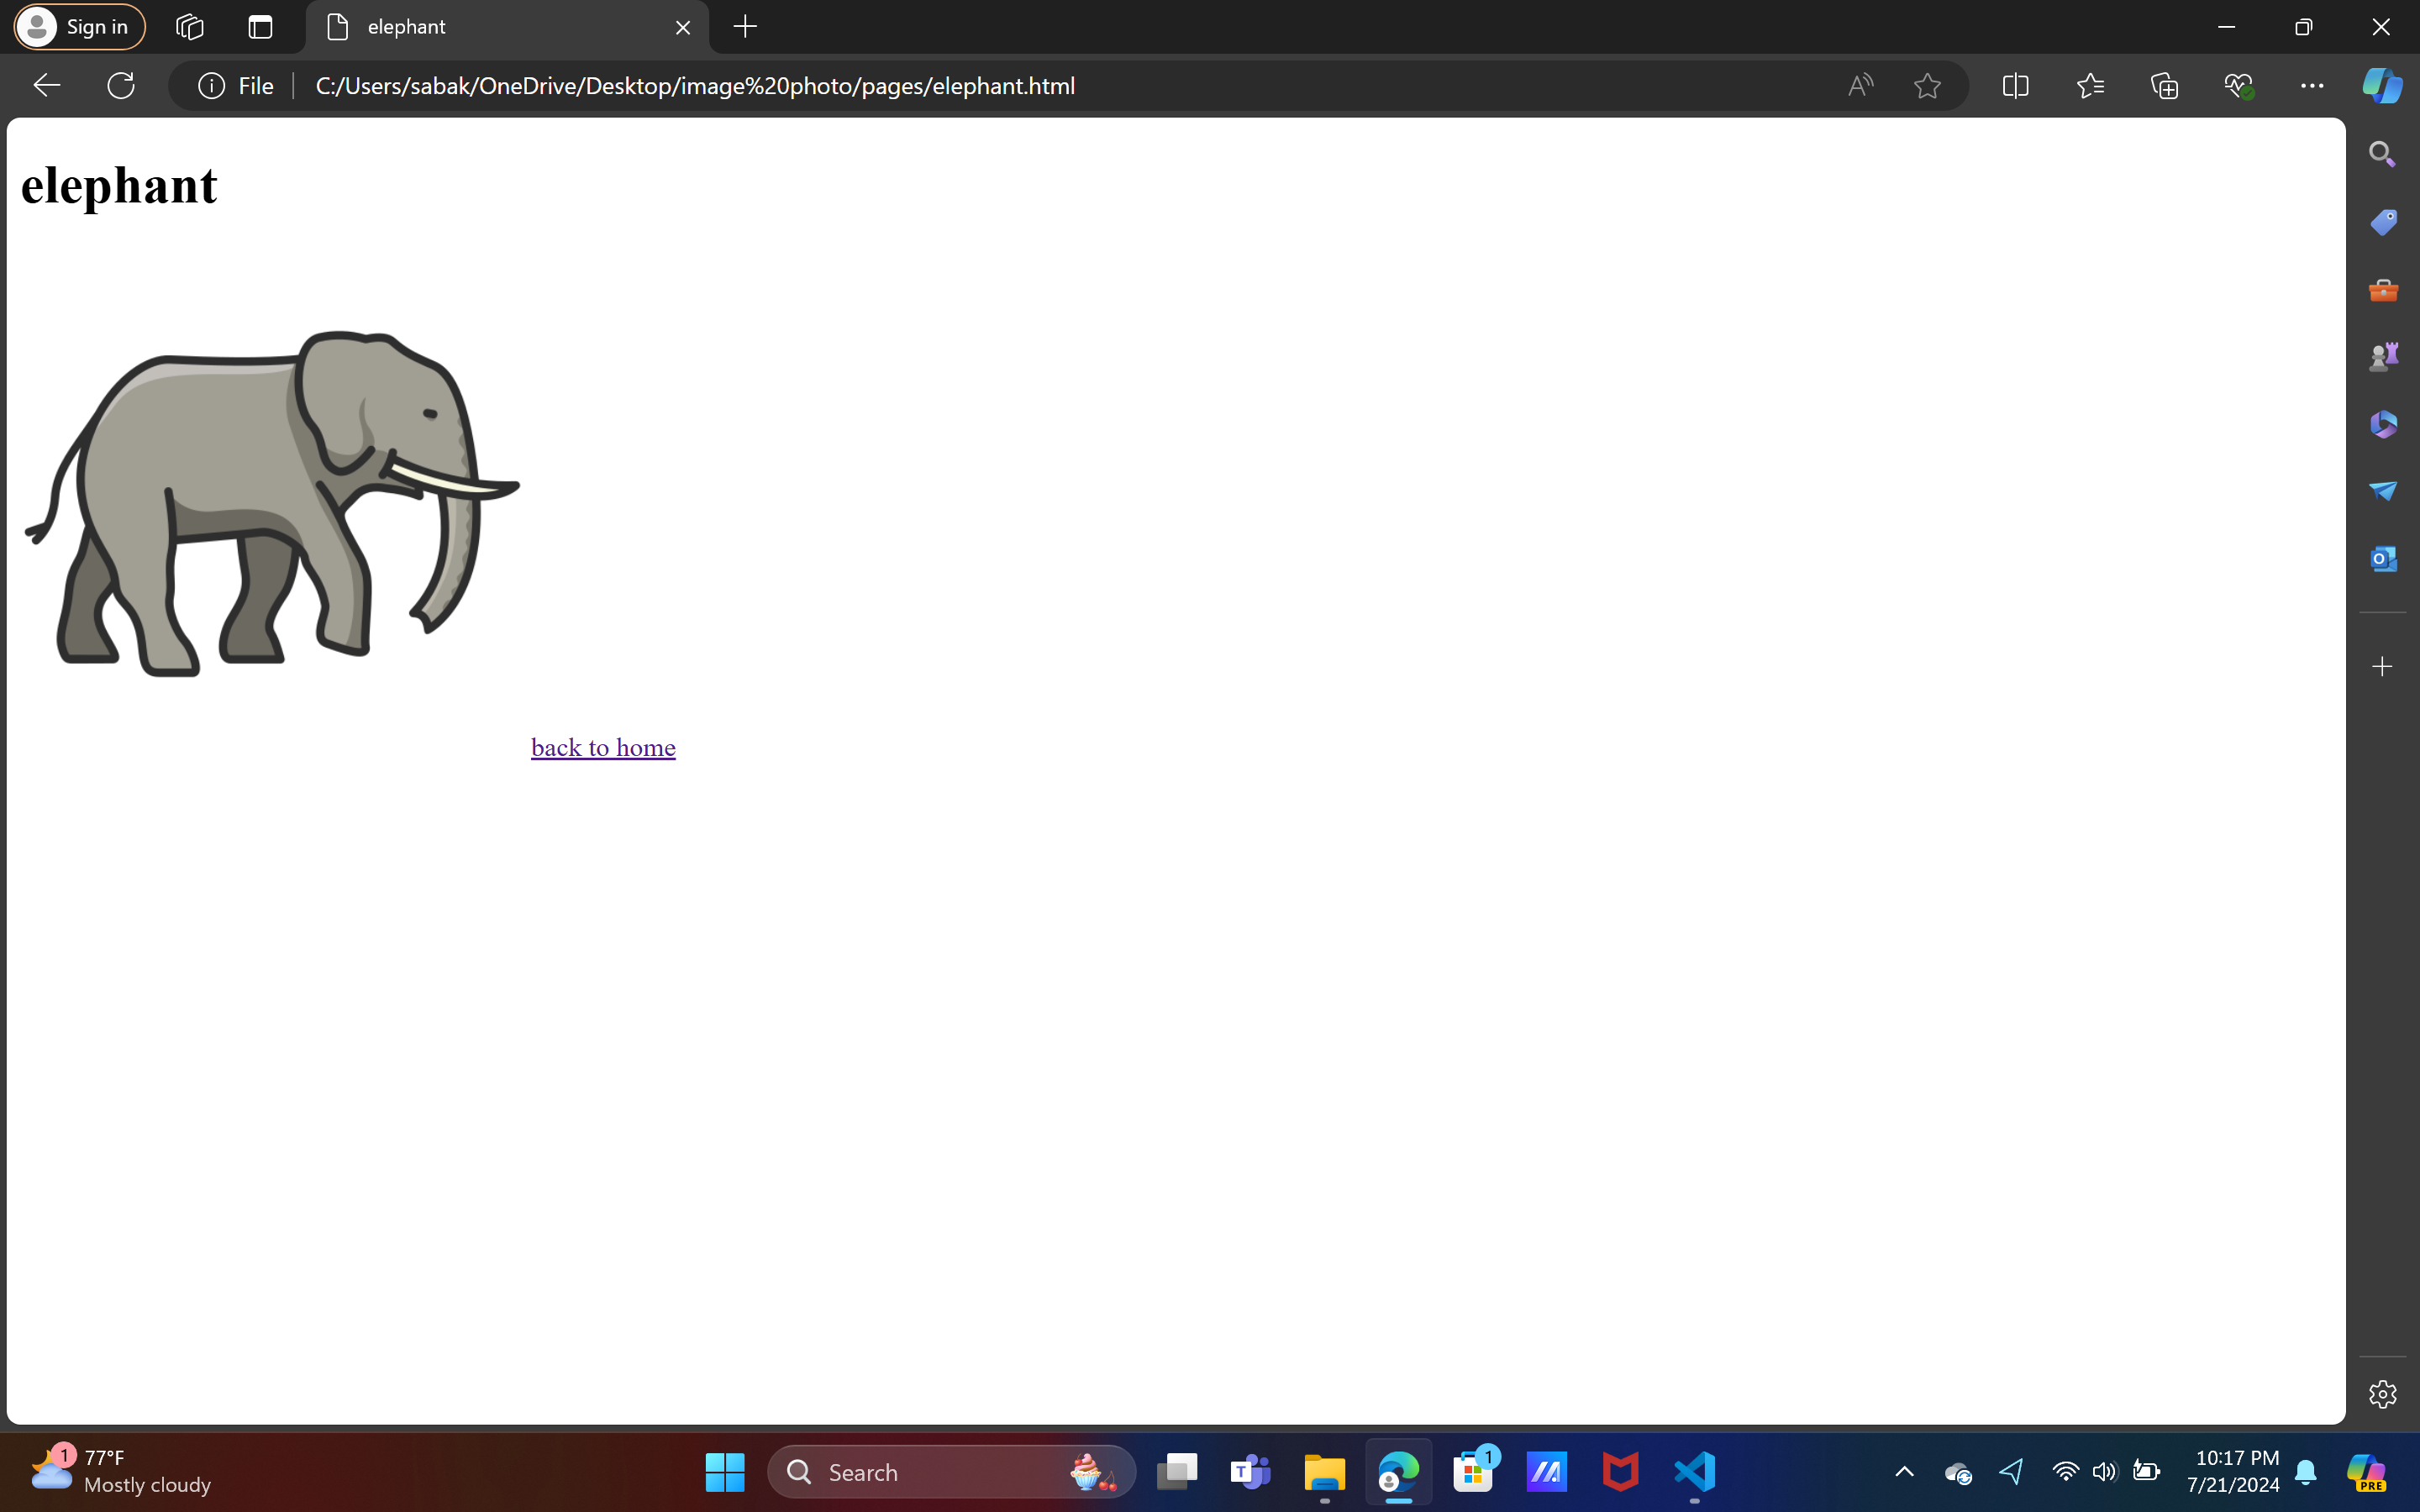 Sign in
elephant
File
C:/Users/sabak/OneDrive/Desktop/image%20photo/pages/elephant.html
elephant
back to home
1
77°F
Mostly cloudy
Search
T
1
10:17 PM
7/21/2024
PRE